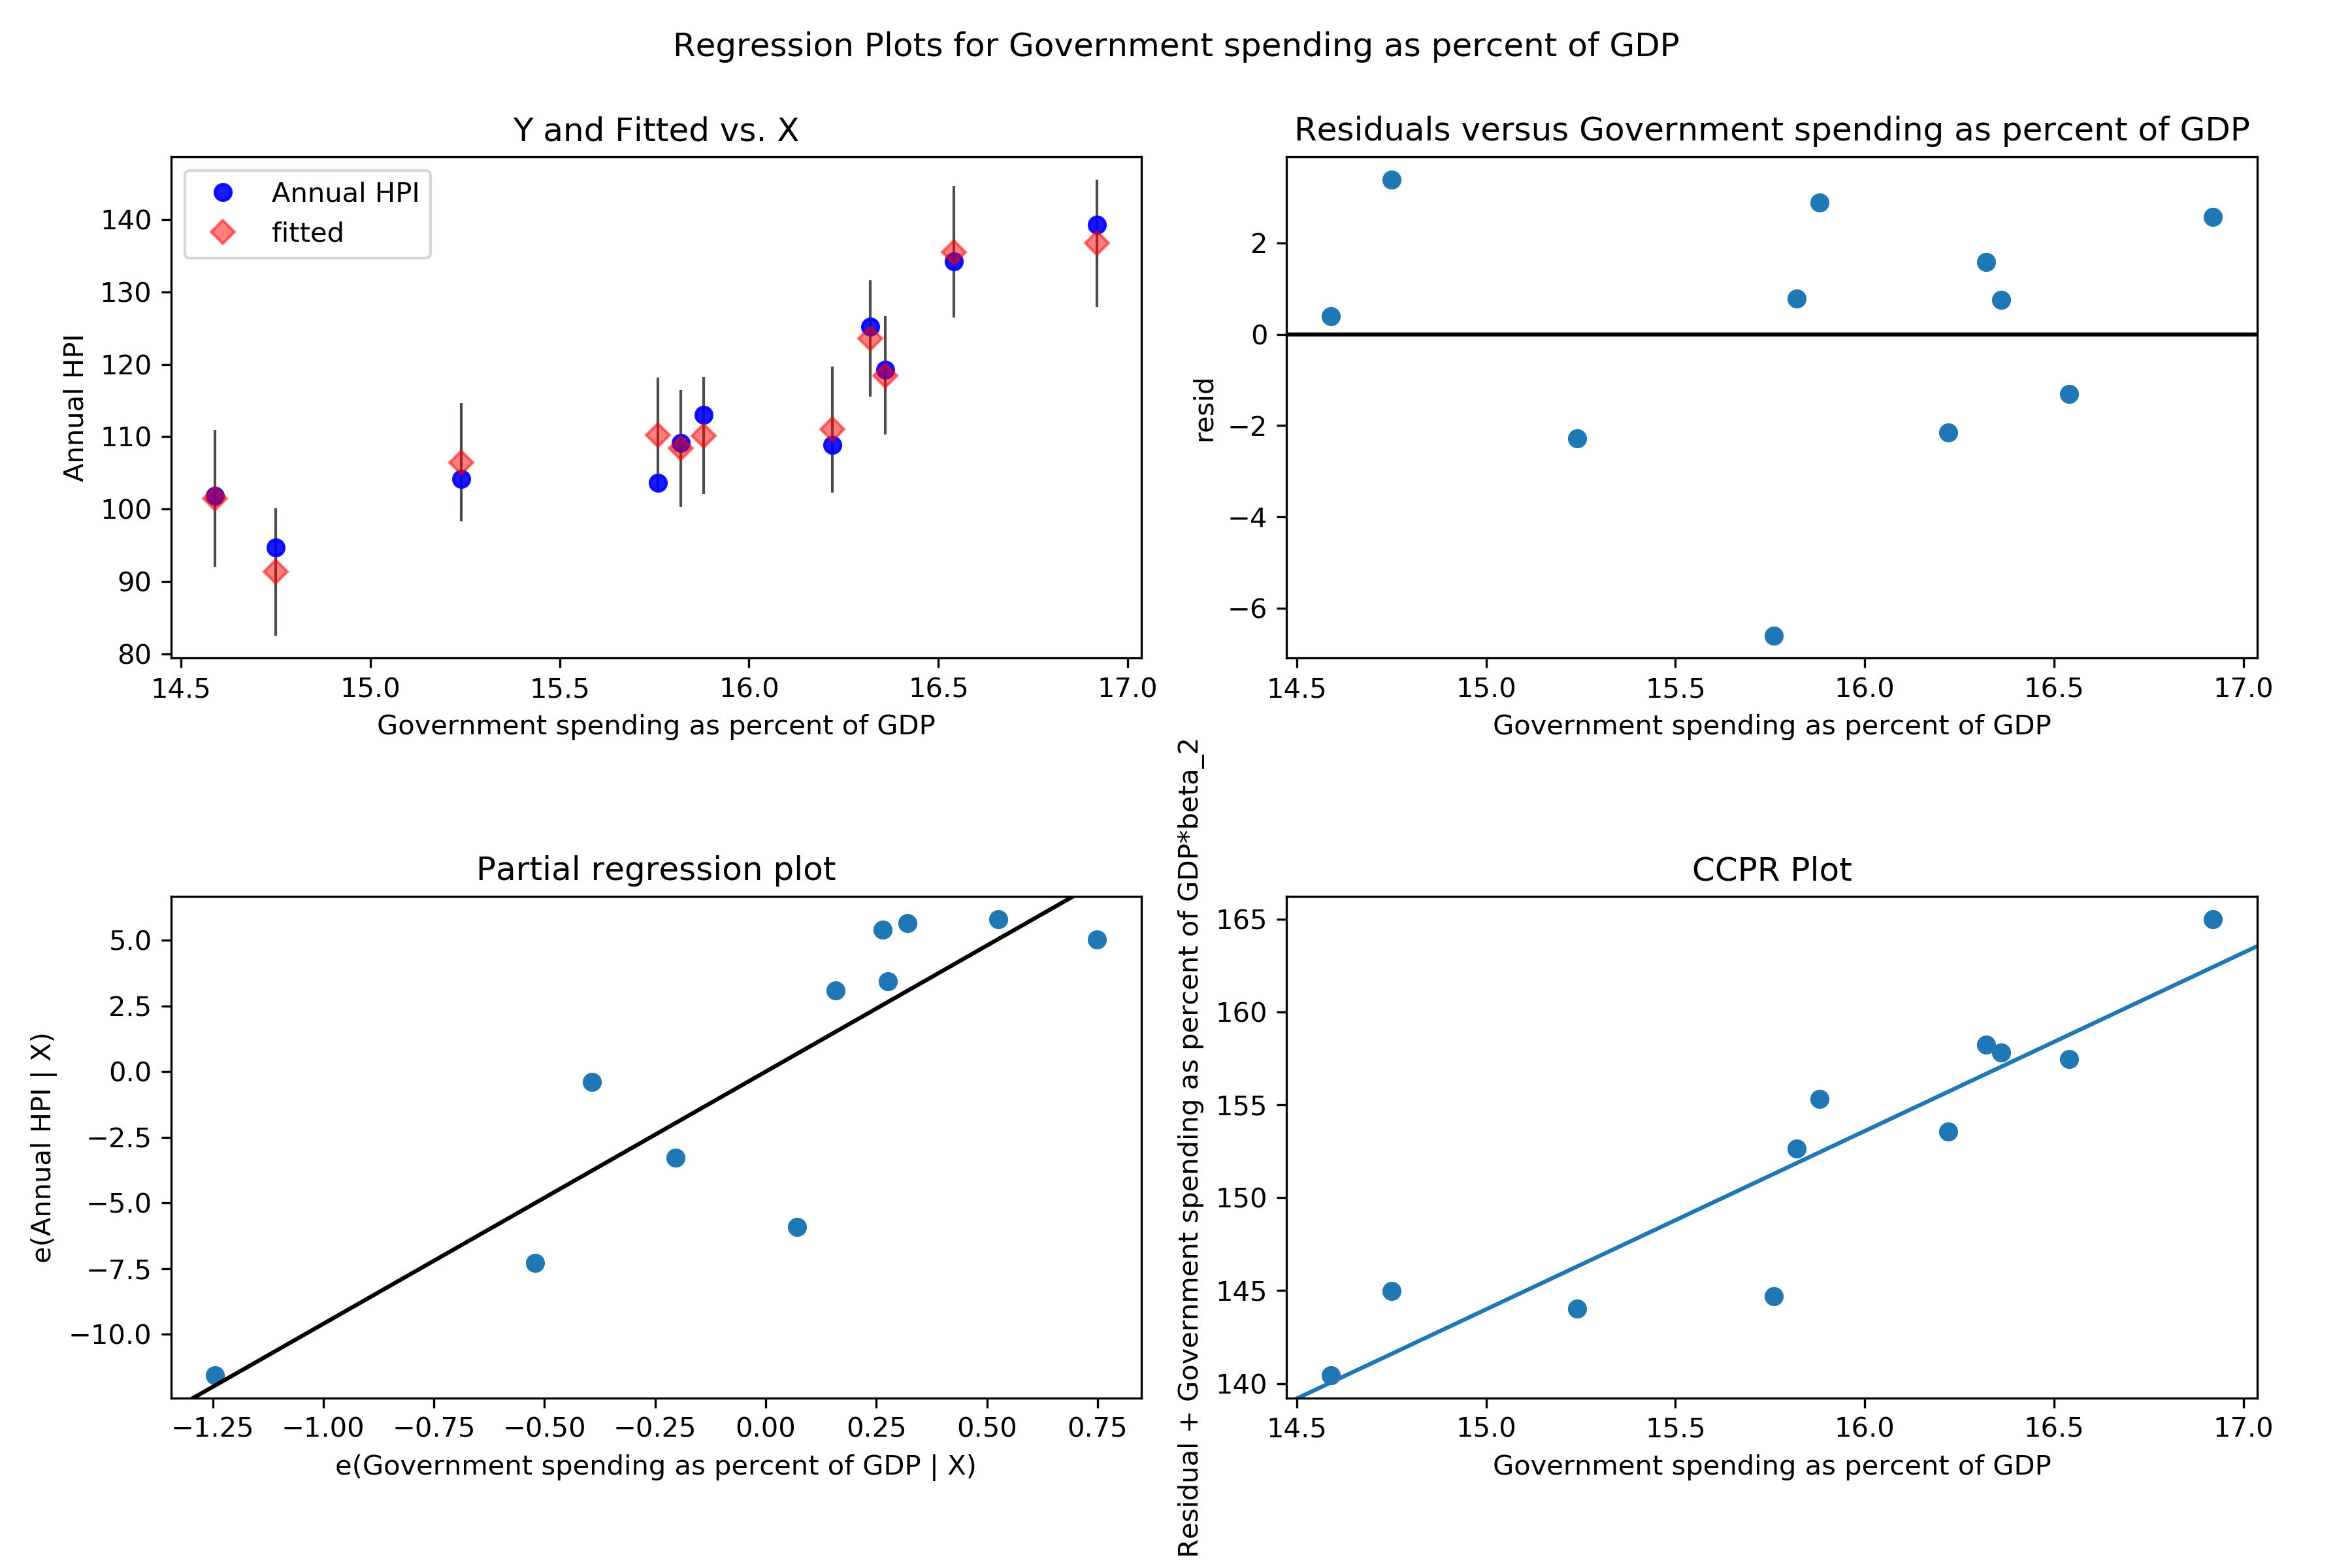 Regression Plots for Government spending as percent of GDP
Y and Fitted vs. X
Annual HPI
fitted
140
130
120
110
100
90
80
Annual HPI
14.5 15.0 15.5 16.0 16.5 17.0
Government spending as percent of GDP
Residuals versus Government spending as percent of GDP
2
0
−2
−4
−6
resid
14.5 15.0 15.5 16.0 16.5 17.0
Government spending as percent of GDP
Partial regression plot
5.0
2.5
0.0
−2.5
−5.0
−7.5
−10.0
e(Annual HPI | X)
−1.25 −1.00 −0.75 −0.50 −0.25 0.00 0.25 0.50 0.75
e(Government spending as percent of GDP | X)
CCPR Plot
165
160
155
150
145
140
Residual + Government spending as percent of GDP*beta_2
14.5 15.0 15.5 16.0 16.5 17.0
Government spending as percent of GDP